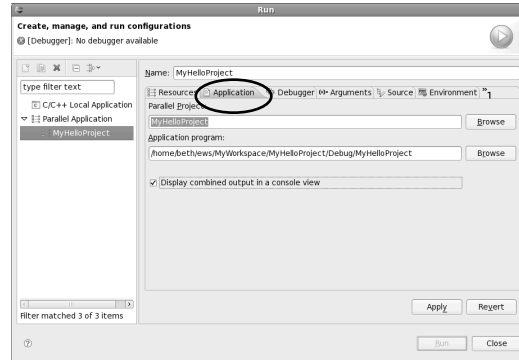 Run
Create, manage, and run configurations
[Debugger]: No debugger available
type filter text
C/C++ Local Application
Parallel Application
MyHelloProject
Filter matched 3 of 3 items
Name: MyHelloProject
Resources Application Debugger Arguments Source Environment »1
Parallel Project:
MyHelloProject Browse
Application program:
/home/beth/ews/MyWorkspace/MyHelloProject/Debug/MyHelloProject Browse
Display combined output in a console view
Apply Revert
Run Close